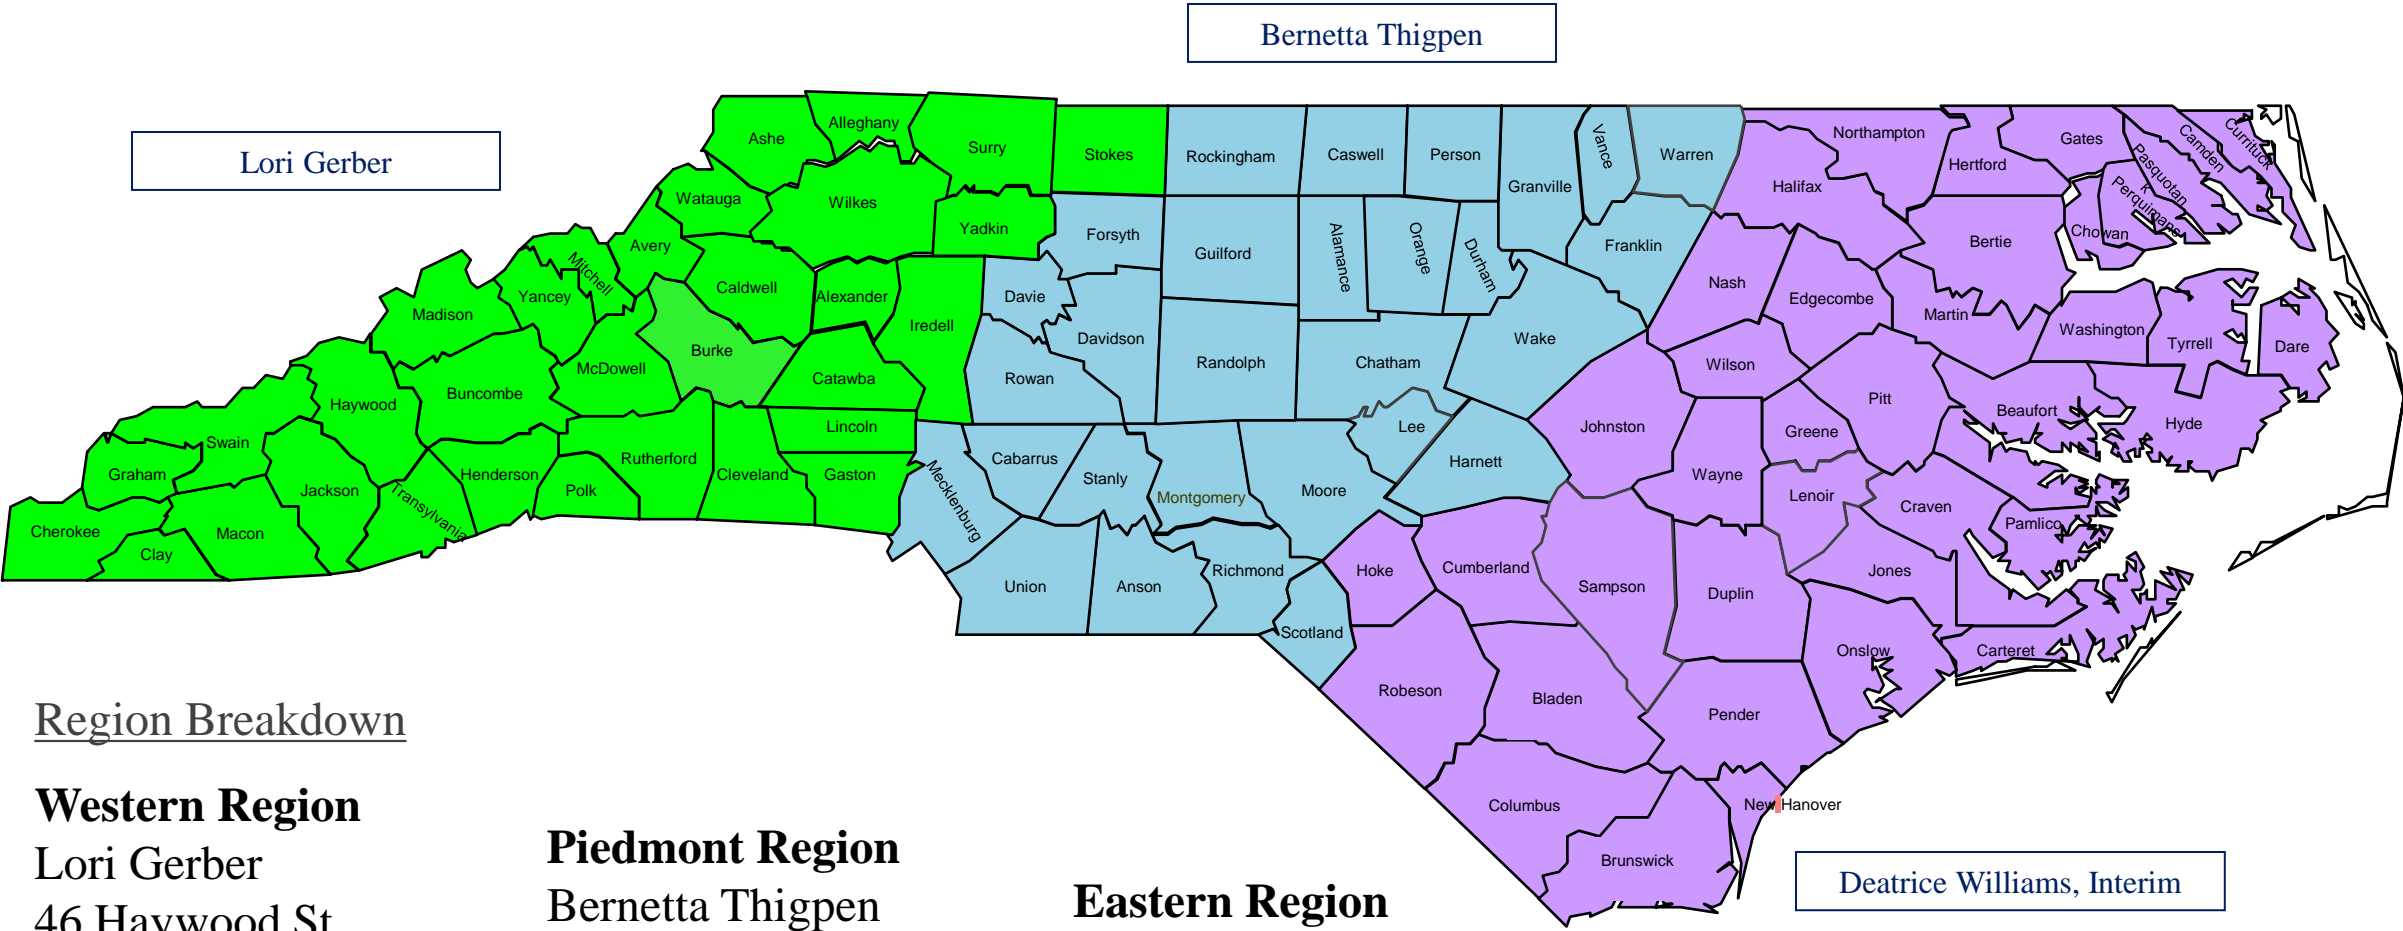 Bernetta Thigpen
Lori Gerber
Ashe
Alleghany
Surry
Stokes
Rockingham
Caswell
Person
Vance
Warren
Northampton
Hertford
Gates
Camden
Currituck
Watauga
Wilkes
Yadkin
Forsyth
Guilford
Alamance
Orange
Durham
Granville
Franklin
Halifax
Bertie
Chowan
Perquimans
Pasquotan
k
Avery
Mitchell
Yancey
Madison
Caldwell
Alexander
Iredell
Davie
Davidson
Randolph
Chatham
Wake
Nash
Edgecombe
Martin
Washington
Tyrrell
Dare
Haywood
Buncombe
McDowell
Burke
Catawba
Rowan
Lee
Johnston
Wilson
Pitt
Beaufort
Hyde
Swain
Graham
Jackson
Transylvania
Henderson
Polk
Rutherford
Cleveland
Lincoln
Gaston
Mecklenburg
Cabarrus
Stanly
Montgomery
Moore
Harnett
Wayne
Greene
Lenoir
Craven
Pamlico
Cherokee
Clay
Macon
Union
Anson
Richmond
Scotland
Hoke
Cumberland
Sampson
Duplin
Jones
Onslow
Carteret
Robeson
Bladen
Pender
Columbus
Brunswick
New Hanover
Deatrice Williams, Interim
Region Breakdown
Western Region
Lori Gerber
46 Haywood St
Piedmont Region
Bernetta Thigpen
Eastern Region